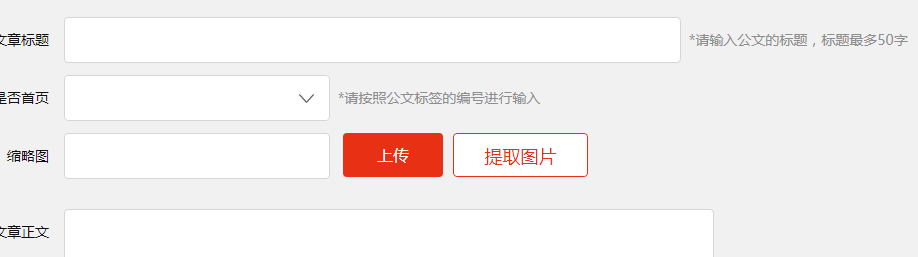 文章标题 *请输入公文的标题，标题最多50字
是否首页 *请按照公文标签的编号进行输入
缩略图 上传 提取图片
文章正文